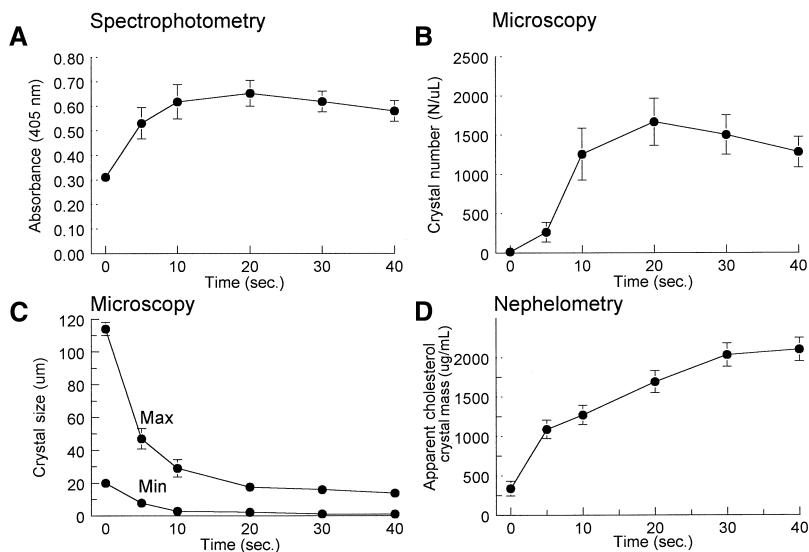 A
Spectrophotometry
0.80
0.70
0.60
0.50
0.40
0.30
0.20
0.10
0.00
Absorbance (405 nm)
0 10 20 30 40
Time (sec.)
B
Microscopy
2500
2000
1500
1000
500
0
Crystal number (N/uL)
0 10 20 30 40
Time (sec.)
C
Microscopy
120
100
80
60
40
20
0
Crystal size (um)
Max
Min
0 10 20 30 40
Time (sec.)
D
Nephelometry
2000
1500
1000
500
0
Apparent cholesterol
crystal mass (ug/mL)
0 10 20 30 40
Time (sec.)